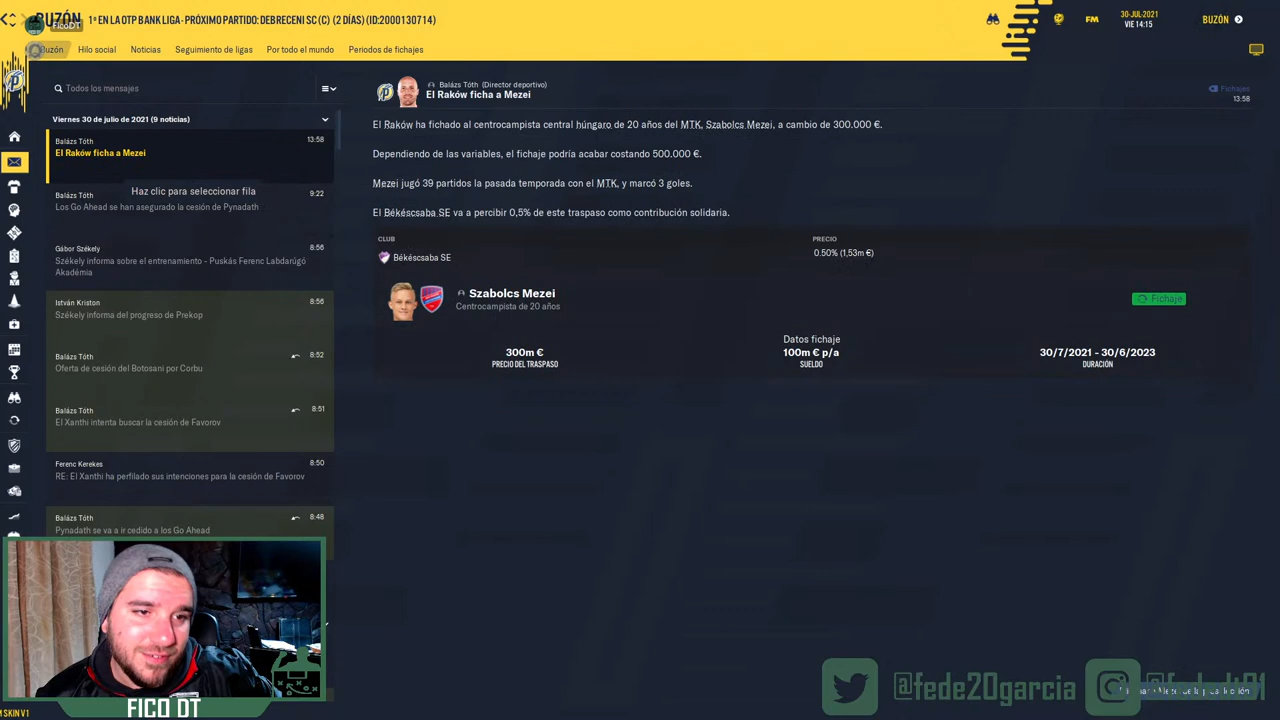 BUZÓN
1ª EN LA OTP BANK LIGA - PRÓXIMO PARTIDO: DEBRECENI SC (C) (2 DÍAS) (ID:2000130714)
FicoDT
30-JUL-2021
VIE 14:15
FM
BUZÓN
Buzón
Hilo social
Noticias
Seguimiento de ligas
Por todo el mundo
Periodos de fichajes
Todos los mensajes
Viernes 30 de julio de 2021 (9 noticias)
Balázs Tóth 13:58
El Raków ficha a Mezei
Haz clic para seleccionar fila
Balázs Tóth 9:22
Los Go Ahead se han asegurado la cesión de Pynadath
Gábor Székely 8:56
Székely informa sobre el entrenamiento - Puskás Ferenc Labdarúgó
Akadémia
István Kriston 8:56
Székely informa del progreso de Prekop
Balázs Tóth 8:52
Oferta de cesión del Botosani por Corbu
Balázs Tóth 8:51
El Xanthi intenta buscar la cesión de Favorov
Ferenc Kerekes 8:50
RE: El Xanthi ha perfilado sus intenciones para la cesión de Favorov
Balázs Tóth 8:48
Pynadath se va a ir cedido a los Go Ahead
Balázs Tóth (Director deportivo)
El Raków ficha a Mezei
Fichajes
13:58
El Raków ha fichado al centrocampista central húngaro de 20 años del MTK, Szabolcs Mezei, a cambio de 300.000 €.
Dependiendo de las variables, el fichaje podría acabar costando 500.000 €.
Mezei jugó 39 partidos la pasada temporada con el MTK, y marcó 3 goles.
El Békéscsaba SE va a percibir 0,5% de este traspaso como contribución solidaria.
CLUB PRECIO
Békéscsaba SE 0.50% (1,53m €)
Szabolcs Mezei
Centrocampista de 20 años
Fichaje
Datos fichaje
300m € 100m € p/a 30/7/2021 - 30/6/2023
PRECIO DEL TRASPASO SUELDO DURACIÓN
FICO DT
SKIN V1
@fede20garcia